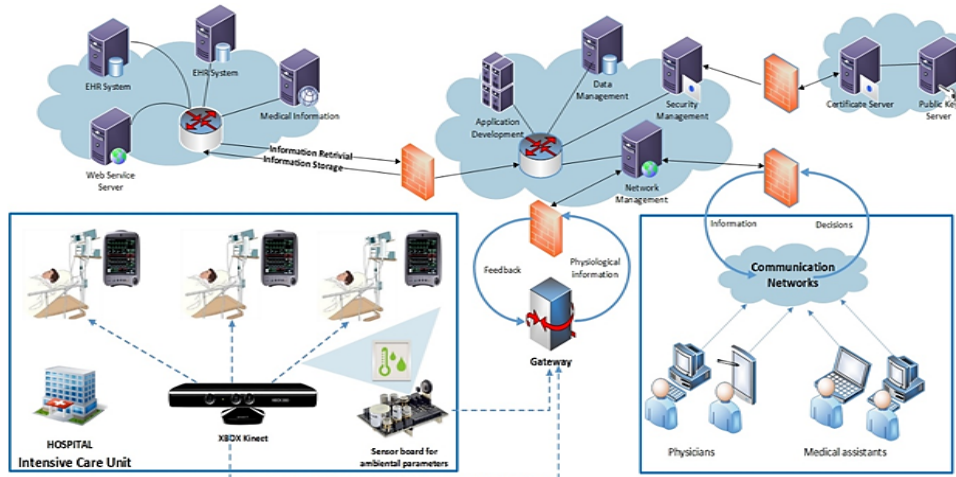 EHR System
EHR System
Medical Information
Web Service
Server
Information Retrivial
Information Storage
Application
Development
Data
Management
Security
Management
Network
Management
Certificate Server
Public Key
Server
Feedback
Physiological
information
Gateway
Information
Decisions
Communication
Networks
Physicians
Medical assistants
HOSPITAL
Intensive Care Unit
XBOX Kinect
Sensor board for
ambiental parameters